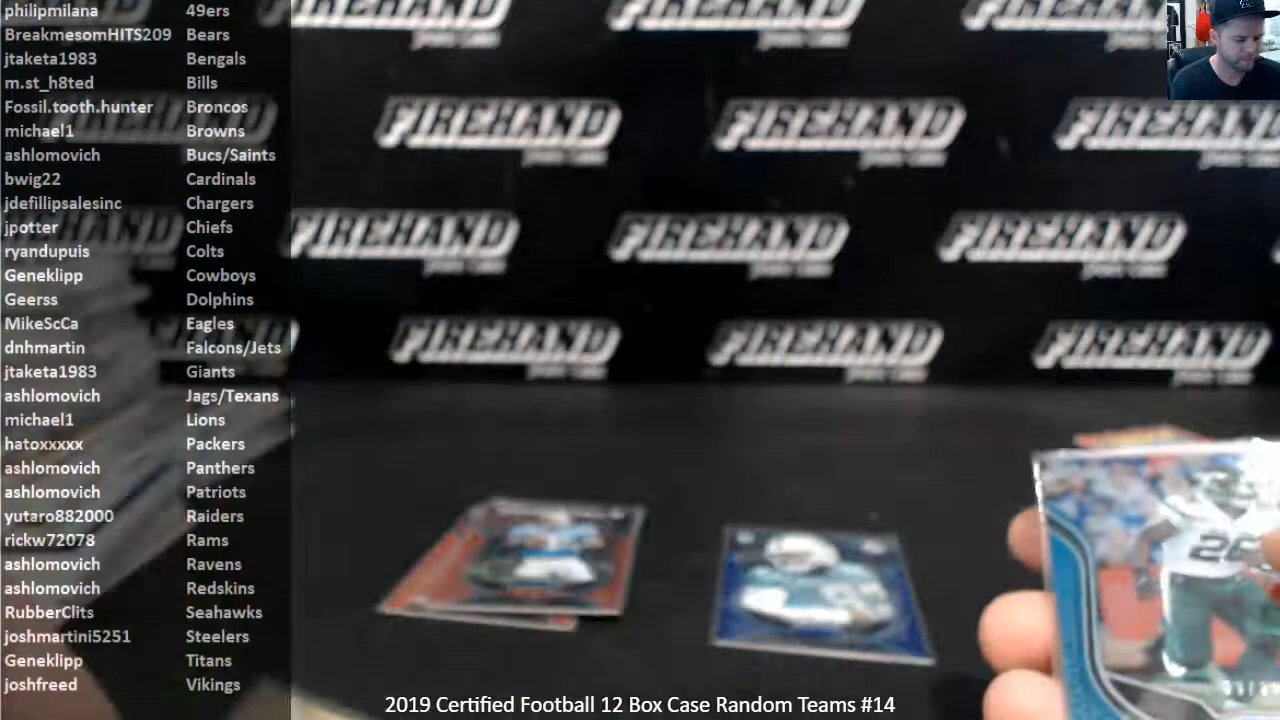 philipmilana 49ers
BreakmesomHITS209 Bears
jtaketa1983 Bengals
m.st_h8ted Bills
Fossil.tooth.hunter Broncos
michael1 Browns
ashlomovich Bucs/Saints
bwig22 Cardinals
jdefillipsalesinc Chargers
jpotter Chiefs
ryandupuis Colts
Geneklipp Cowboys
Geerss Dolphins
MikeScCa Eagles
dnhmartin Falcons/Jets
jtaketa1983 Giants
ashlomovich Jags/Texans
michael1 Lions
hatoxxxxx Packers
ashlomovich Panthers
ashlomovich Patriots
yutaro882000 Raiders
rickw72078 Rams
ashlomovich Ravens
ashlomovich Redskins
RubberClits Seahawks
joshmartini5251 Steelers
Geneklipp Titans
joshfreed Vikings
FIREHAND FIREHAND FIREHAND
FIREHAND FIREHAND FIREHAND
FIREHAND FIREHAND FIREHAND
26
2019 Certified Football 12 Box Case Random Teams #14